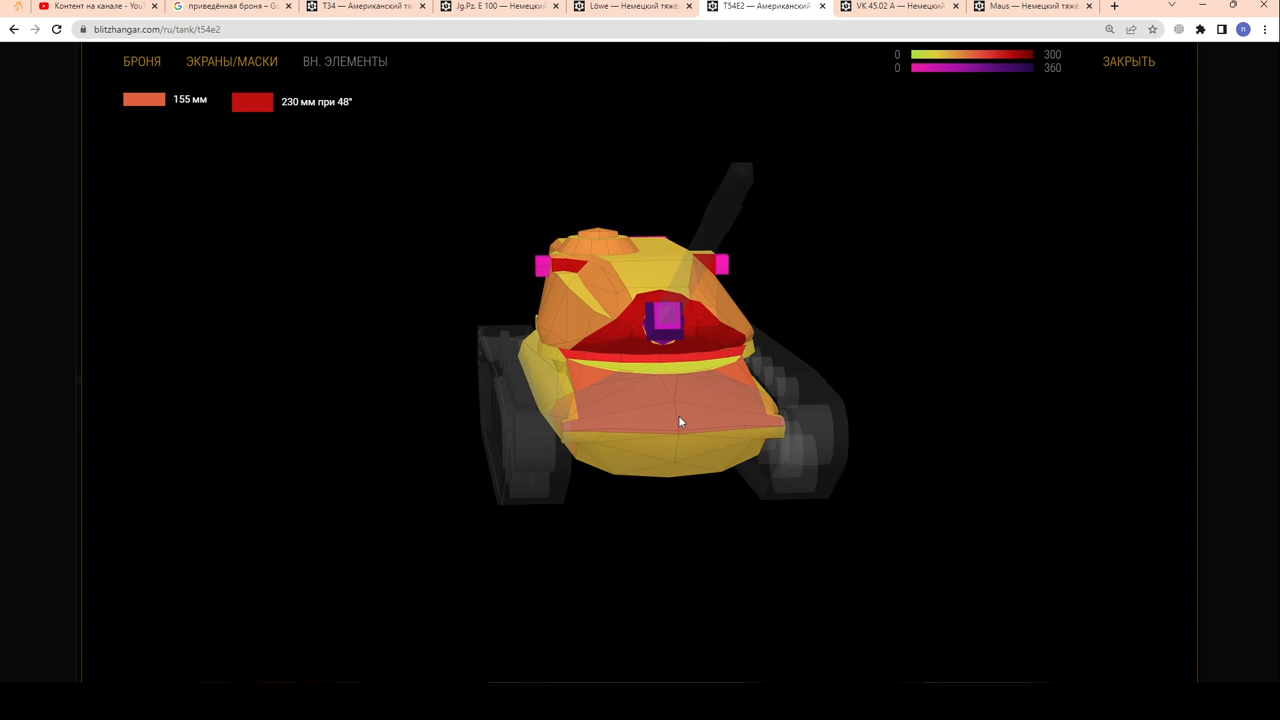 Контент на канале - YouT
приведённая броня – Go
T34 — Американский тя
Jg.Pz. E 100 — Немецкий
Löwe — Немецкий тяжё
T54E2 — Американский
VK 45.02 A — Немецкий
Maus — Немецкий тяжё
blitzhangar.com/ru/tank/t54e2
n
БРОНЯ
ЭКРАНЫ/МАСКИ
ВН. ЭЛЕМЕНТЫ
0 300
0 360
ЗАКРЫТЬ
155 мм
230 мм при 48°